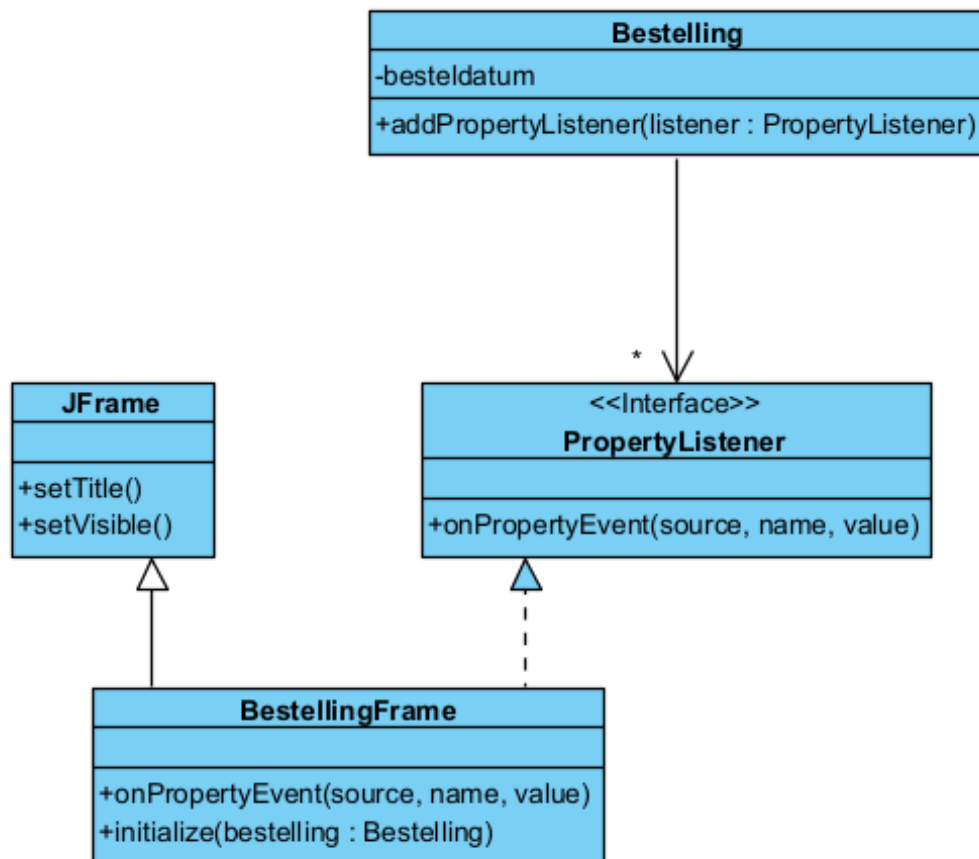 Bestelling
-besteldatum
+addPropertyListener(listener : PropertyListener)
*
JFrame
+setTitle()
+setVisible()
<<Interface>>
PropertyListener
+onPropertyEvent(source, name, value)
BestellingFrame
+onPropertyEvent(source, name, value)
+initialize(bestelling : Bestelling)